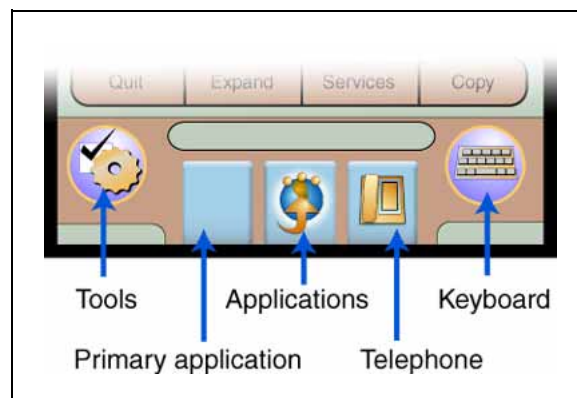 Quit Expand Services Copy
Tools Applications Keyboard
Primary application Telephone